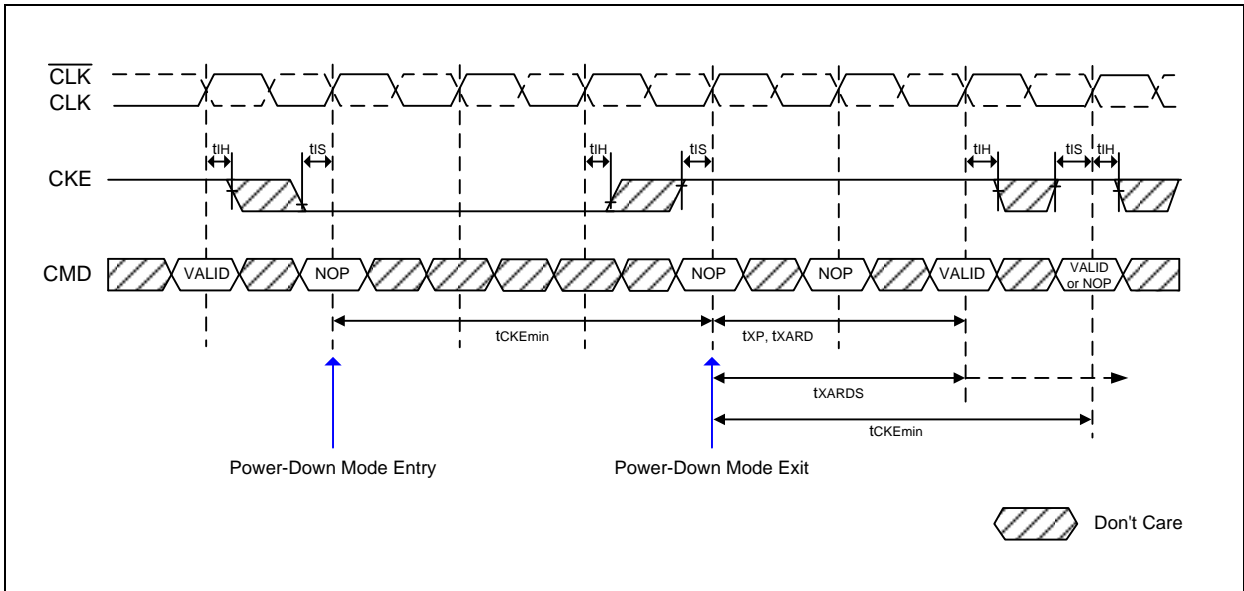 CLK
CLK
tIH
tIS
tIH
tIS
tIH
tIS
tIH
CKE
CMD
VALID
NOP
NOP
NOP
VALID
VALID
or NOP
tCKEmin
tXP, tXARD
tXARDS
tCKEmin
Power-Down Mode Entry
Power-Down Mode Exit
Don't Care